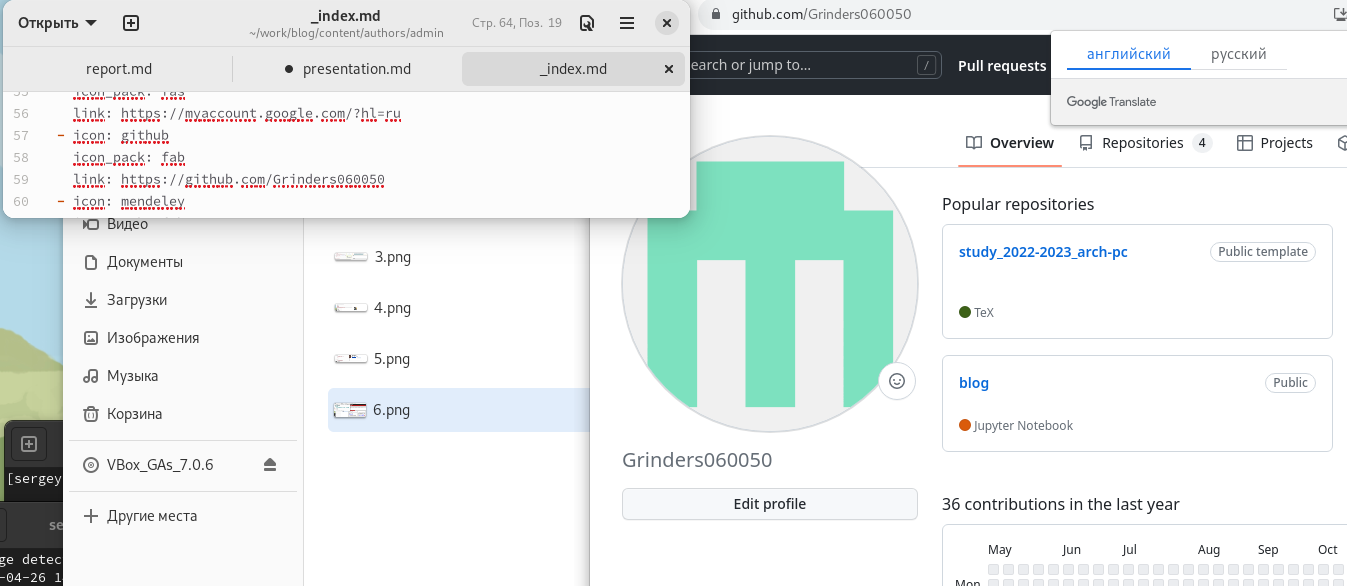 Открыть
_index.md
~/work/blog/content/authors/admin
Стр. 64, Поз. 19
report.md
presentation.md
_index.md
55 icon_pack: fas
56 link: https://myaccount.google.com/?hl=ru
57 - icon: github
58 icon_pack: fab
59 link: https://github.com/Grinders060050
60 - icon: mendeley
github.com/Grinders060050
английский
русский
Google Translate
earch or jump to...
/
Pull requests
Overview
Repositories 4
Projects
Видео
Документы
Загрузки
Изображения
Музыка
Корзина
VBox_GAs_7.0.6
Другие места
3.png
4.png
5.png
6.png
[sergey
se
ge detec
-04-26 1
Grinders060050
Edit profile
Popular repositories
study_2022-2023_arch-pc
Public template
TeX
blog
Public
Jupyter Notebook
36 contributions in the last year
May Jun Jul Aug Sep Oct
Mon